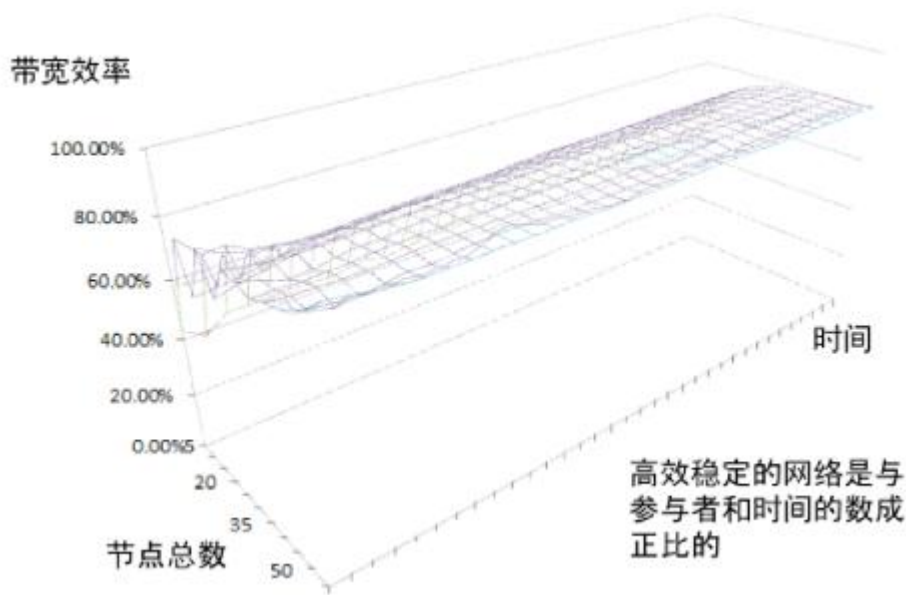 带宽效率
100.00%
80.00%
60.00%
40.00%
20.00%
0.00%
5
20
35
50
节点总数
时间
高效稳定的网络是与
参与者和时间的数成
正比的